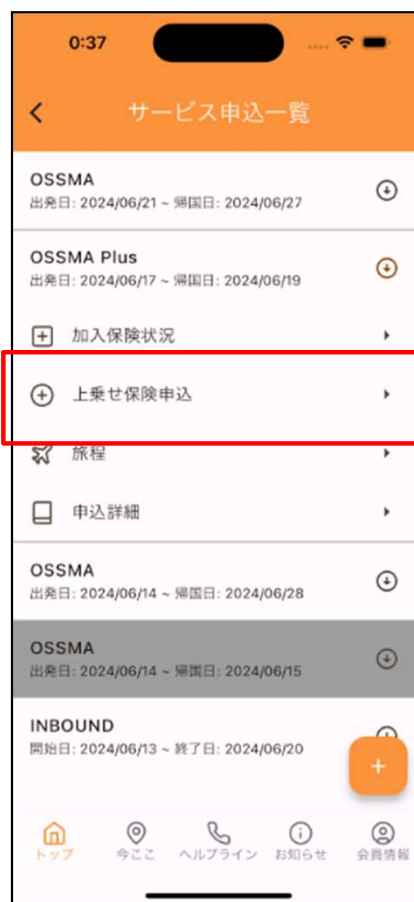 0:37
サービス申込一覧
OSSMA
出発日: 2024/06/21 ~ 帰国日: 2024/06/27
OSSMA Plus
出発日: 2024/06/17 ~ 帰国日: 2024/06/19
加入保険状況
上乗せ保険申込
旅程
申込詳細
OSSMA
出発日: 2024/06/14 ~ 帰国日: 2024/06/28
OSSMA
出発日: 2024/06/14 ~ 帰国日: 2024/06/15
INBOUND
開始日: 2024/06/13 ~ 終了日: 2024/06/20
トップ 今ここ ヘルプライン お知らせ 会員情報